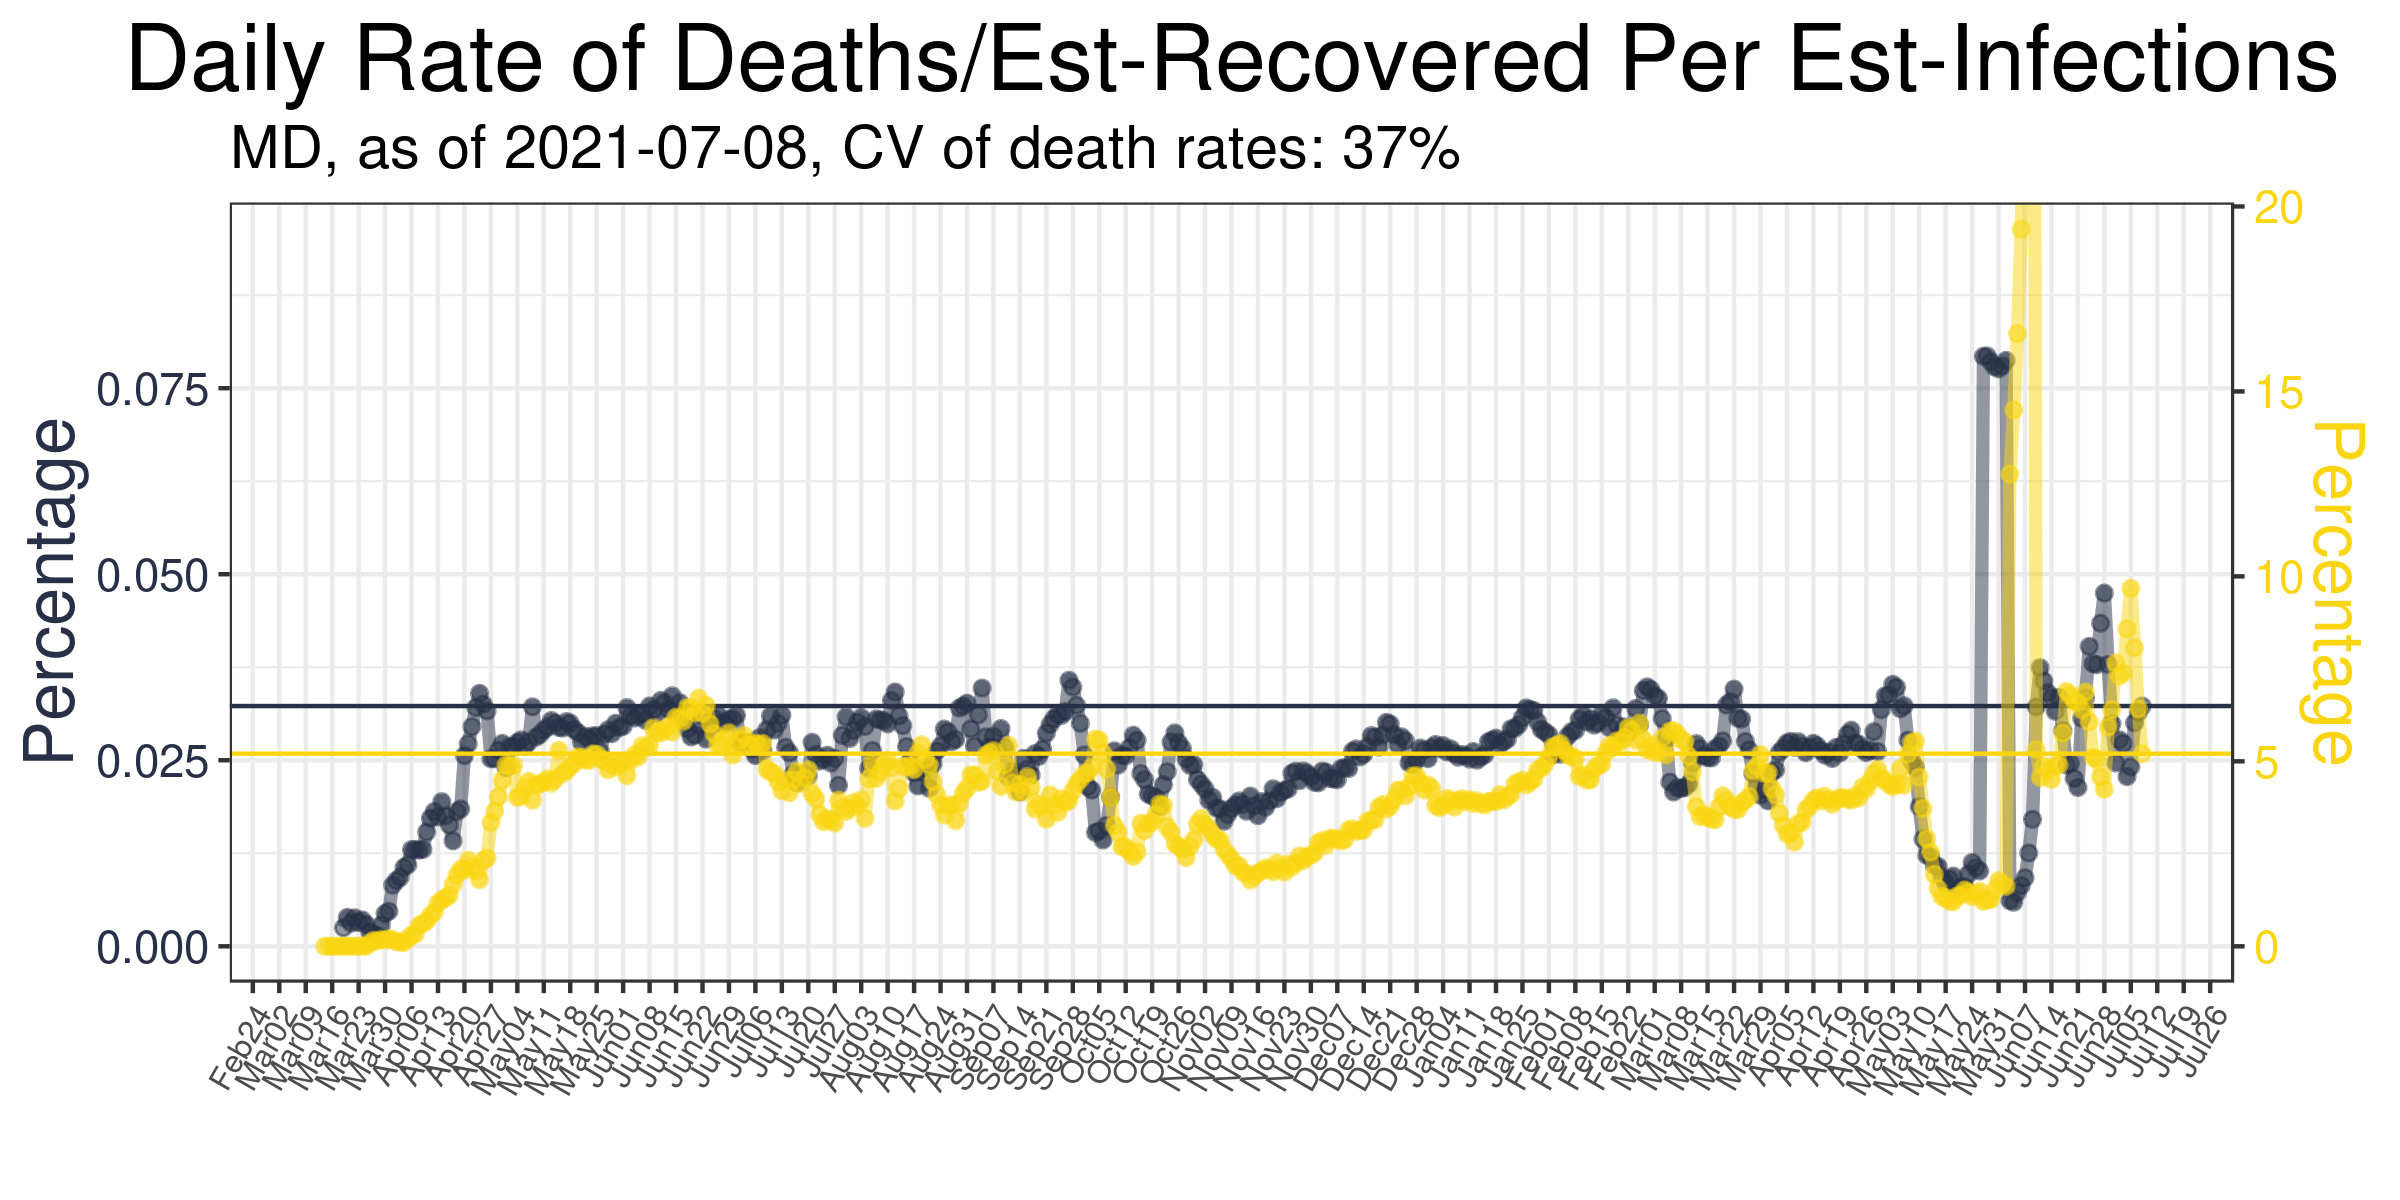 Daily Rate of Deaths/Est-Recovered Per Est-Infections
MD, as of 2021-07-08, CV of death rates: 37%
Percentage
0.075
0.050
0.025
0.000
20
15
10
5
0
Percentage
Feb24
Mar02
Mar09
Mar16
Mar23
Mar30
Apr06
Apr13
Apr20
Apr27
May04
May11
May18
May25
Jun01
Jun08
Jun15
Jun22
Jun29
Jul06
Jul13
Jul20
Jul27
Aug03
Aug10
Aug17
Aug24
Aug31
Sep07
Sep14
Sep21
Sep28
Oct05
Oct12
Oct19
Oct26
Nov02
Nov09
Nov16
Nov23
Nov30
Dec07
Dec14
Dec21
Dec28
Jan04
Jan11
Jan18
Jan25
Feb01
Feb08
Feb15
Feb22
Mar01
Mar08
Mar15
Mar22
Mar29
Apr05
Apr12
Apr19
Apr26
May03
May10
May17
May24
May31
Jun07
Jun14
Jun21
Jun28
Jul05
Jul12
Jul19
Jul26